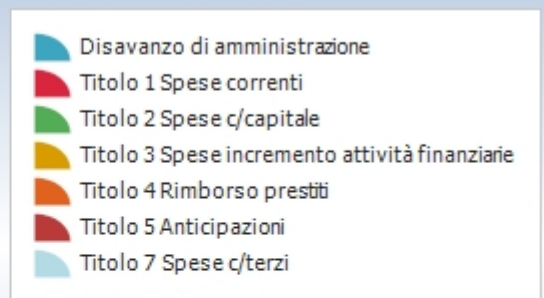 Disavanzo di amministrazione
Titolo 1 Spese correnti
Titolo 2 Spese c/capitale
Titolo 3 Spese incremento attività finanziarie
Titolo 4 Rimborso prestiti
Titolo 5 Anticipazioni
Titolo 7 Spese c/terzi